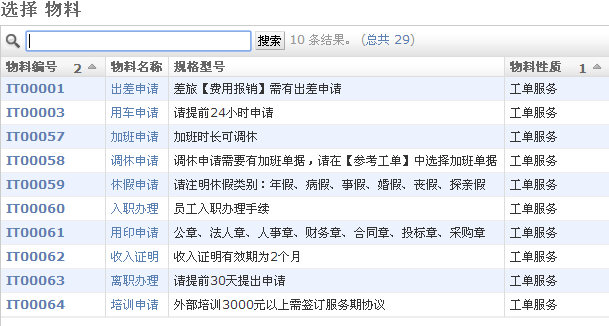 选择 物料
搜索 10 条结果。 (总共 29)
物料编号 2 物料名称 规格型号 物料性质 1
IT00001 出差申请 差旅【费用报销】需有出差申请 工单服务
IT00003 用车申请 请提前24小时申请 工单服务
IT00057 加班申请 加班时长可调休 工单服务
IT00058 调休申请 调休申请需要有加班单据，请在【参考工单】中选择加班单据 工单服务
IT00059 休假申请 请注明休假类别：年假、病假、事假、婚假、丧假、探亲假 工单服务
IT00060 入职办理 员工入职办理手续 工单服务
IT00061 用印申请 公章、法人章、人事章、财务章、合同章、投标章、采购章 工单服务
IT00062 收入证明 收入证明有效期为2个月 工单服务
IT00063 离职办理 请提前30天提出申请 工单服务
IT00064 培训申请 外部培训3000元以上需签订服务期协议 工单服务